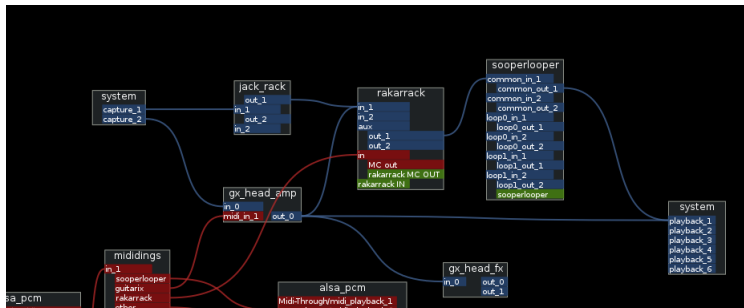 system
capture_1
capture_2
jack_rack
out_1
in_1
out_2
in_2
rakarrack
in_1
in_2
aux
out_1
out_2
in
MC out
rakarrack MC OUT
rakarrack IN
sooperlooper
common_in_1
common_out_1
common_in_2
common_out_2
loop0_in_1
loop0_out_1
loop0_in_2
loop0_out_2
loop1_in_1
loop1_out_1
loop1_in_2
loop1_out_2
sooperlooper
gx_head_amp
in_0
midi_in_1 out_0
system
playback_1
playback_2
playback_3
playback_4
playback_5
playback_6
mididings
in_1
sooperlooper
guitarix
rakarrack
other
gx_head_fx
in_0 out_0
out_1
alsa_pcm
Midi-Through/midi_playback_1
sa_pcm